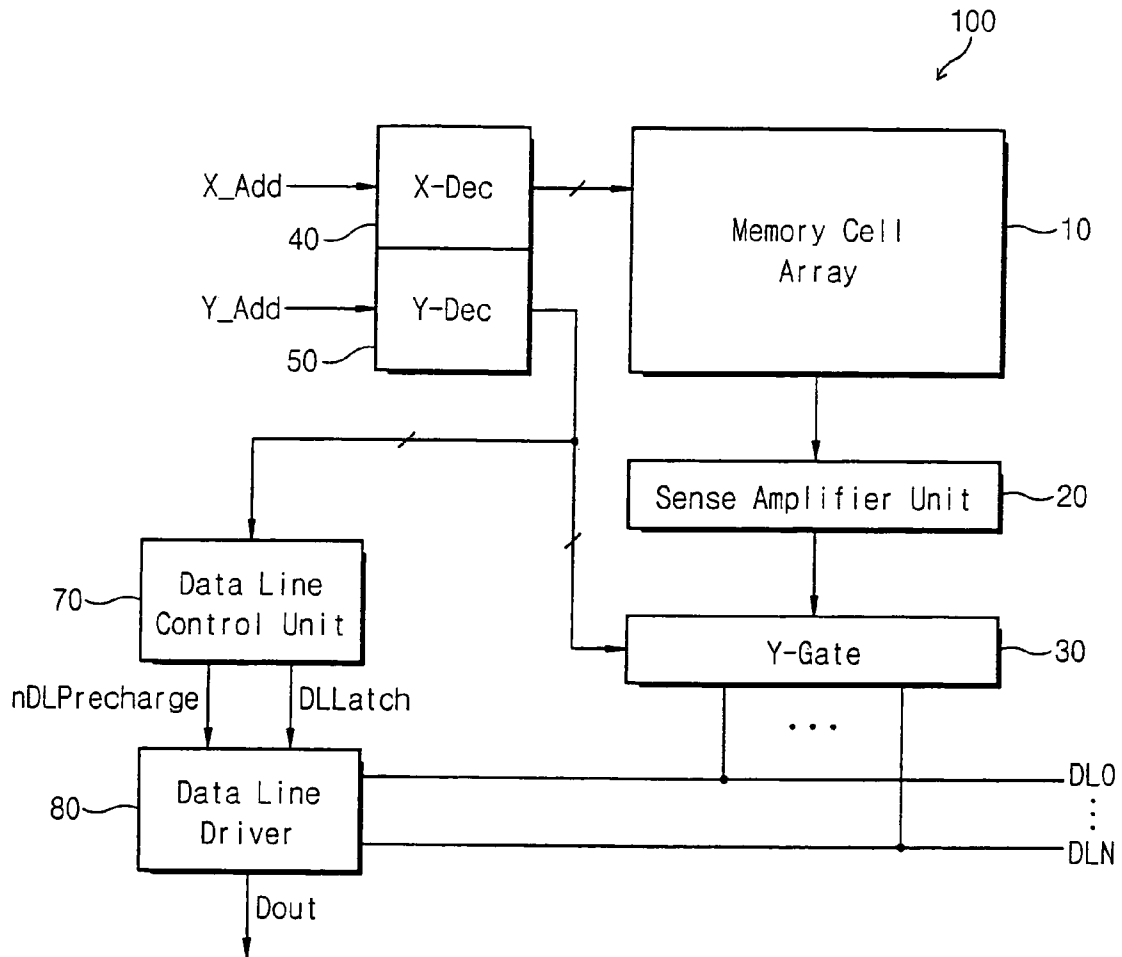 100
X_Add
X-Dec
40
Memory Cell
Array
10
Y_Add
Y-Dec
50
Sense Amplifier Unit
20
Data Line
Control Unit
70
Y-Gate
30
nDLPrecharge
DLLatch
...
Data Line
Driver
80
DL0
DLN
Dout